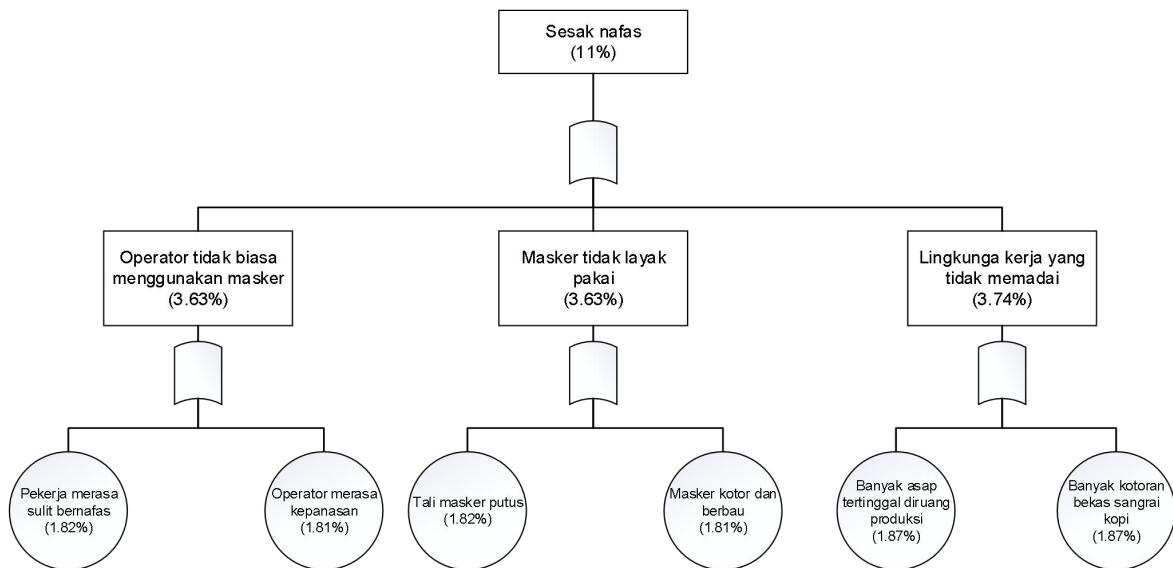 Sesak nafas
(11%)
Operator tidak biasa
menggunakan masker
(3.63%)
Masker tidak layak
pakai
(3.63%)
Lingkunga kerja yang
tidak memadai
(3.74%)
Pekerja merasa
sulit bernafas
(1.82%)
Operator merasa
kepanasan
(1.81%)
Tali masker putus
(1.82%)
Masker kotor dan
berbau
(1.81%)
Banyak asap
tertinggal diruang
produksi
(1.87%)
Banyak kotoran
bekas sangrai
kopi
(1.87%)